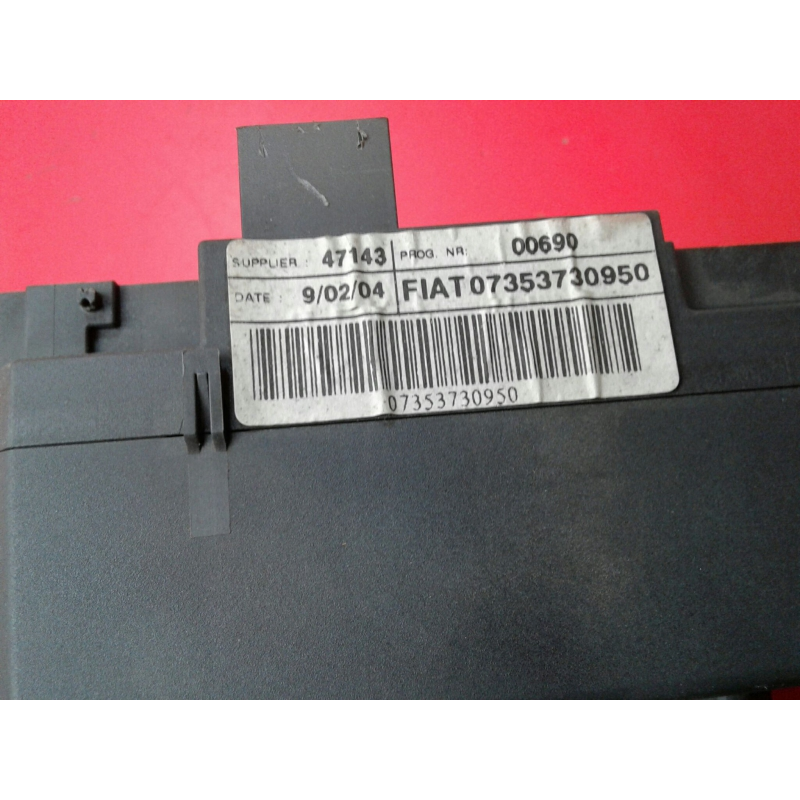 SUPPLIER : 47143 PROG. NR: 00690
DATE : 9/02/04 FIAT07353730950
07353730950